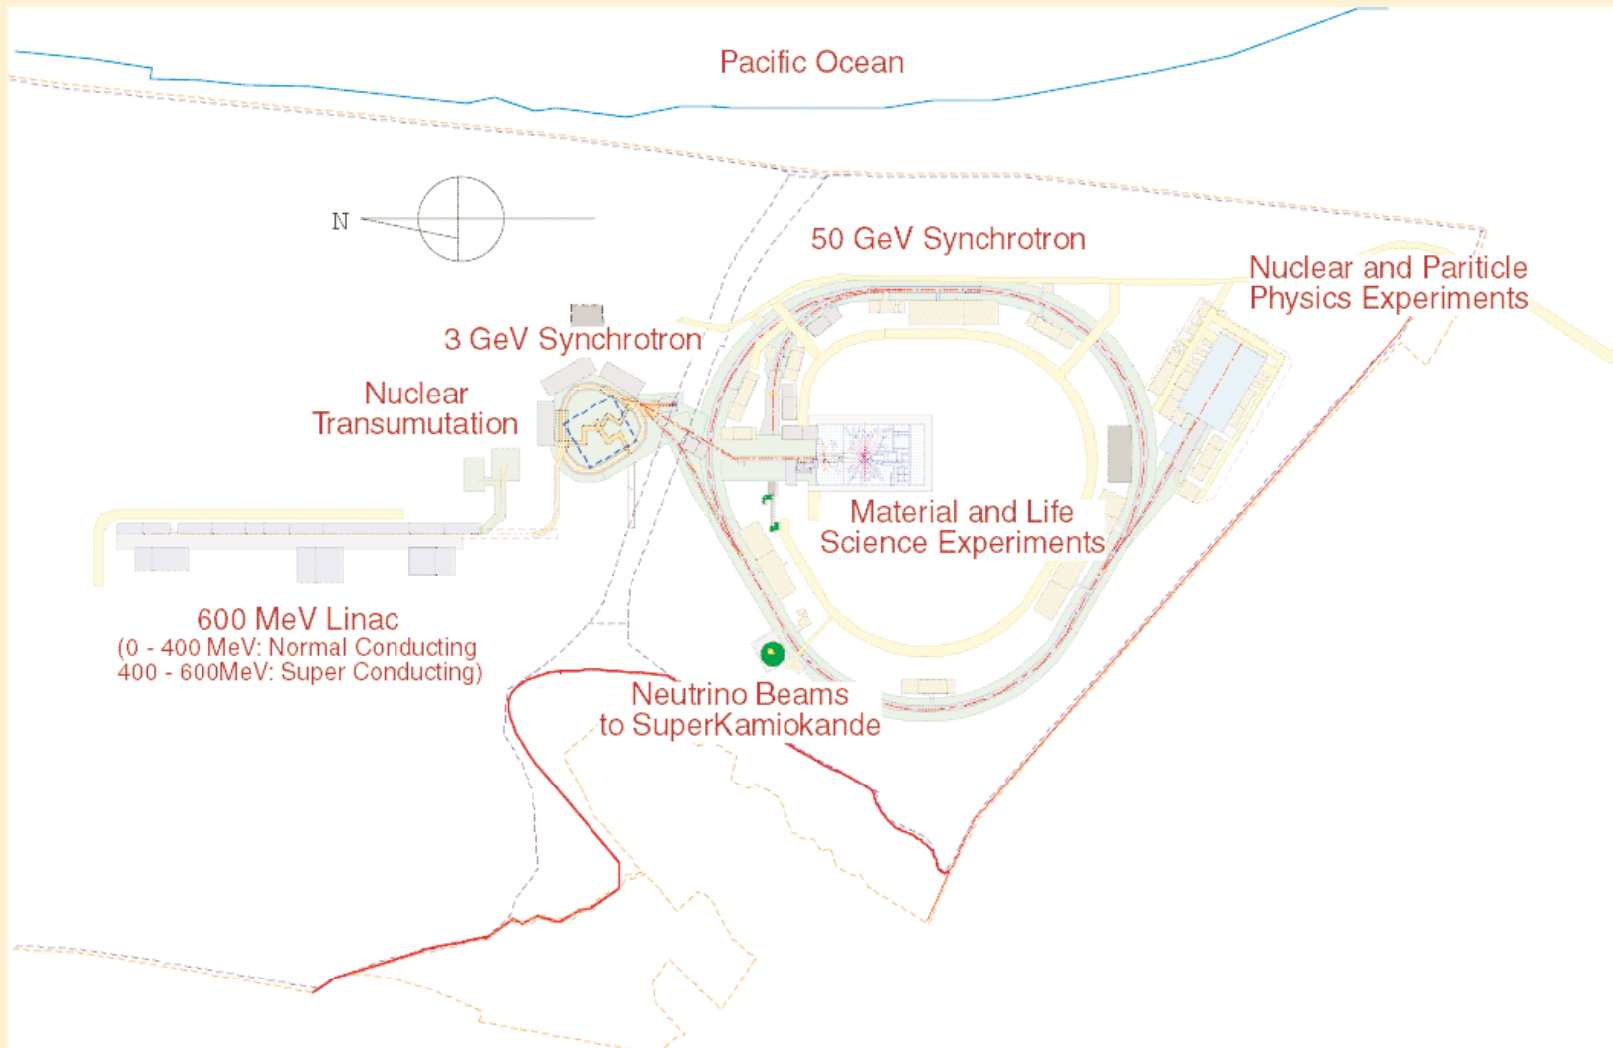 Pacific Ocean
N
50 GeV Synchrotron
Nuclear and Pariticle
Physics Experiments
3 GeV Synchrotron
Nuclear
Transumutation
Material and Life
Science Experiments
600 MeV Linac
(0 - 400 MeV: Normal Conducting
400 - 600MeV: Super Conducting)
Neutrino Beams
to SuperKamiokande